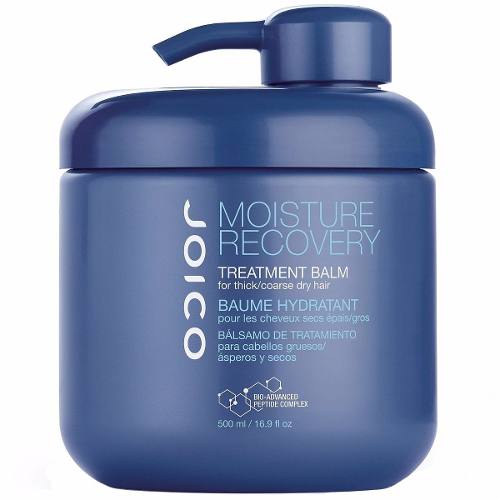 JOICO
MOISTURE
RECOVERY
TREATMENT BALM
for thick/coarse dry hair
BAUME HYDRATANT
pour les cheveux secs épais/gros
BÁLSAMO DE TRATAMIENTO
para cabellos gruesos/
ásperos y secos
BIO-ADVANCED
PEPTIDE COMPLEX
500 ml / 16.9 fl oz